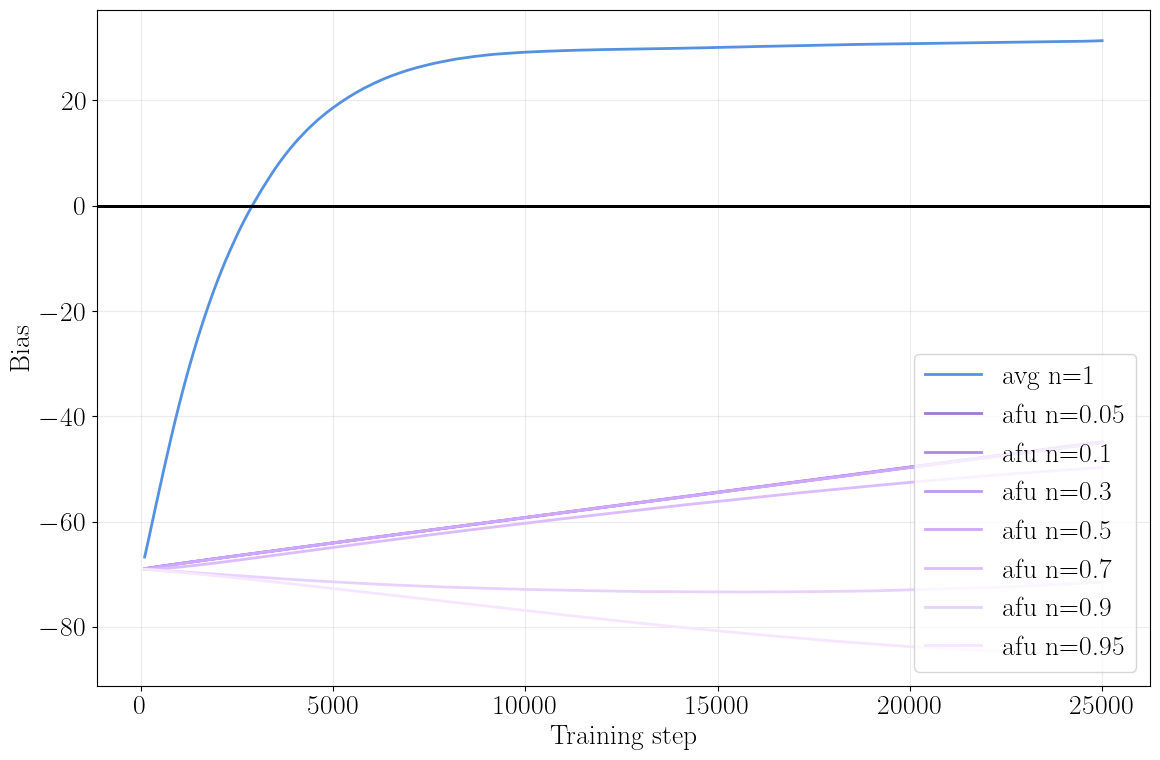 Bias
20
0
−20
−40
−60
−80
avg n=1
afu n=0.05
afu n=0.1
afu n=0.3
afu n=0.5
afu n=0.7
afu n=0.9
afu n=0.95
0 5000 10000 15000 20000 25000
Training step